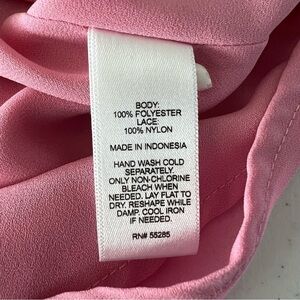 BODY:
100% POLYESTER
LACE:
100% NYLON
MADE IN INDONESIA
HAND WASH COLD
SEPARATELY.
ONLY NON-CHLORINE
BLEACH WHEN
NEEDED. LAY FLAT TO
DRY. RESHAPE WHILE
DAMP. COOL IRON
IF NEEDED.
RN# 55285